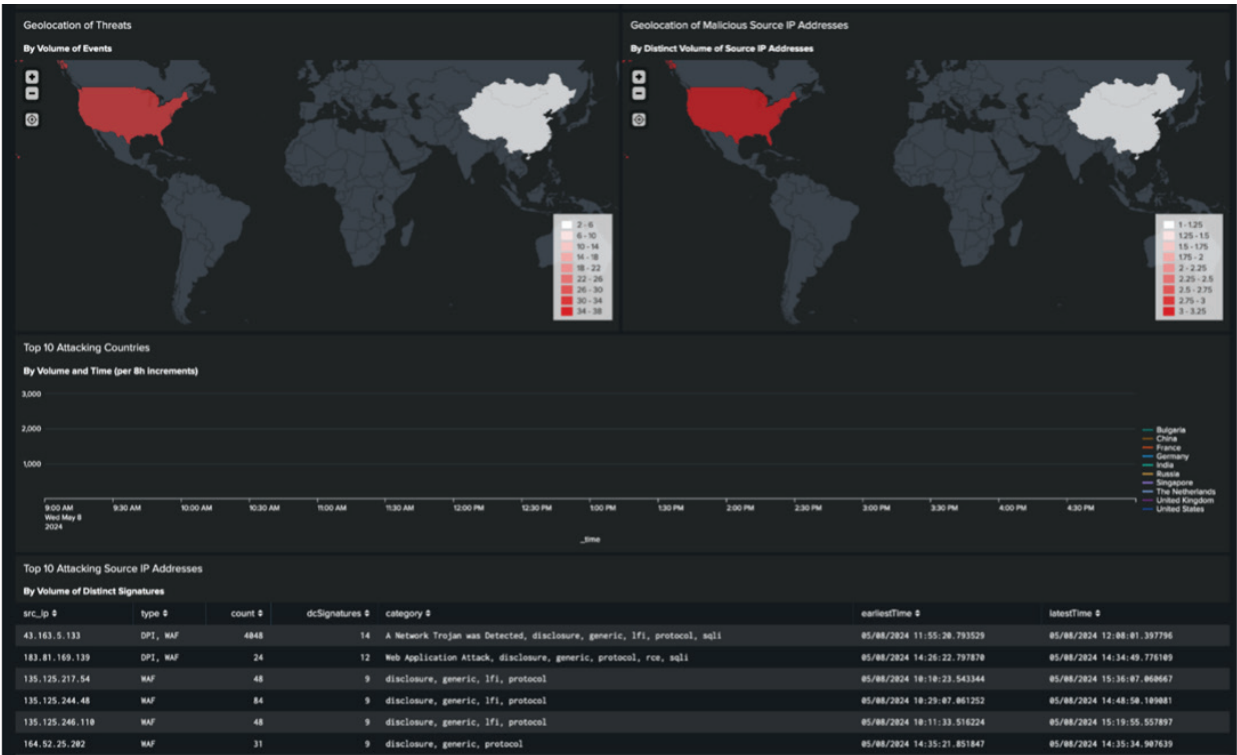 Geolocation of Threats
By Volume of Events
2 - 6
6 - 10
10 - 14
14 - 18
18 - 22
22 - 26
26 - 30
30 - 34
34 - 38
Geolocation of Malicious Source IP Addresses
By Distinct Volume of Source IP Addresses
1 - 1.25
1.25 - 1.5
1.5 - 1.75
1.75 - 2
2 - 2.25
2.25 - 2.5
2.5 - 2.75
2.75 - 3
3 - 3.25
Top 10 Attacking Countries
By Volume and Time (per 8h increments)
3,000
2,000
1,000
9:00 AM 9:30 AM 10:00 AM 10:30 AM 11:00 AM 11:30 AM 12:00 PM 12:30 PM 1:00 PM 1:30 PM 2:00 PM 2:30 PM 3:00 PM 3:30 PM 4:00 PM 4:30 PM
Wed May 8
2024
_time
Bulgaria
China
France
Germany
India
Russia
Singapore
The Netherlands
United Kingdom
United States
Top 10 Attacking Source IP Addresses
By Volume of Distinct Signatures
src_ip type count dcSignatures category earliestTime latestTime
43.163.5.133 DPI, WAF 4048 14 A Network Trojan was Detected, disclosure, generic, lfi, protocol, sqli 05/08/2024 11:55:20.793529 05/08/2024 12:08:01.397796
183.81.169.139 DPI, WAF 24 12 Web Application Attack, disclosure, generic, protocol, rce, sqli 05/08/2024 14:26:22.797870 05/08/2024 14:34:49.776109
135.125.217.54 WAF 48 9 disclosure, generic, lfi, protocol 05/08/2024 10:10:23.543344 05/08/2024 15:36:07.060667
135.125.244.48 WAF 84 9 disclosure, generic, lfi, protocol 05/08/2024 10:29:07.061252 05/08/2024 14:48:50.109081
135.125.246.110 WAF 48 9 disclosure, generic, lfi, protocol 05/08/2024 10:11:33.516224 05/08/2024 15:19:55.557897
164.52.25.202 WAF 31 9 disclosure, generic, protocol 05/08/2024 14:35:21.851847 05/08/2024 14:35:34.907639